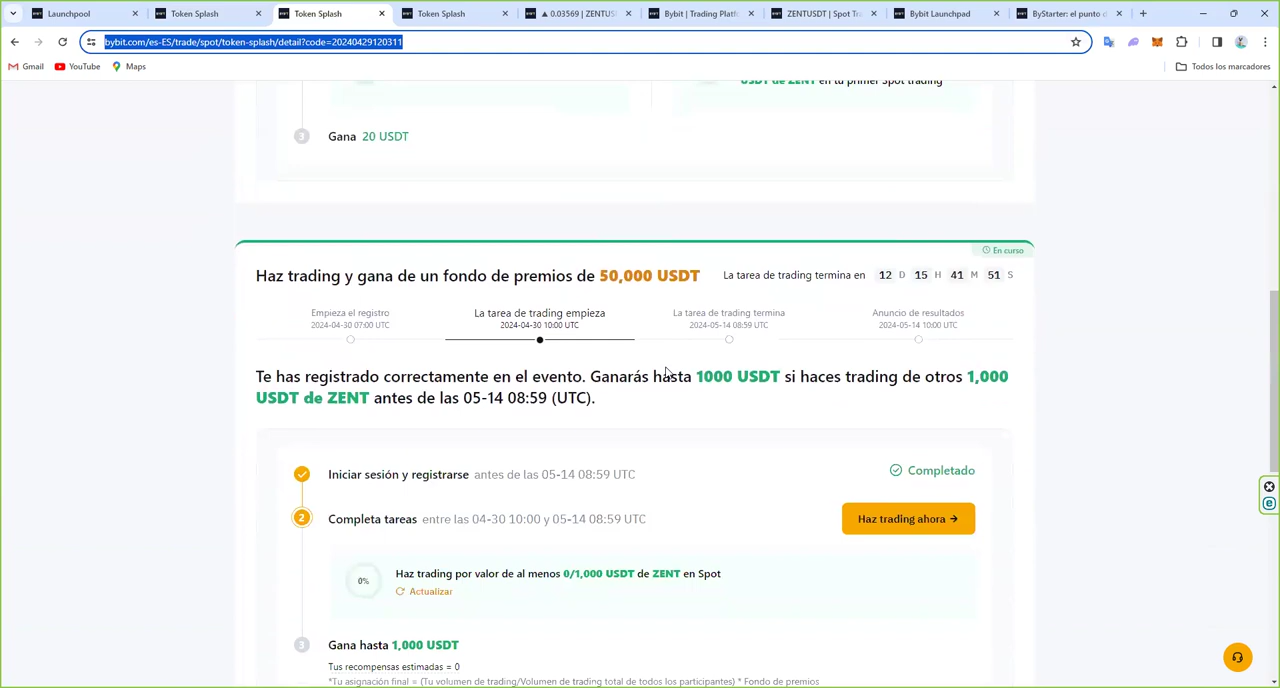 Launchpool
Token Splash
Token Splash
Token Splash
▲ 0.03569 | ZENTUS
Bybit | Trading Platf
ZENTUSDT | Spot Tra
Bybit Launchpad
ByStarter: el punto d
bybit.com/es-ES/trade/spot/token-splash/detail?code=20240429120311
Gmail
YouTube
Maps
Todos los marcadores
USDT de ZENT en tu primer Spot trading
3 Gana 20 USDT
En curso
Haz trading y gana de un fondo de premios de 50,000 USDT
La tarea de trading termina en 12 D 15 H 41 M 51 S
Empieza el registro
2024-04-30 07:00 UTC
La tarea de trading empieza
2024-04-30 10:00 UTC
La tarea de trading termina
2024-05-14 08:59 UTC
Anuncio de resultados
2024-05-14 10:00 UTC
Te has registrado correctamente en el evento. Ganarás hasta 1000 USDT si haces trading de otros 1,000
USDT de ZENT antes de las 05-14 08:59 (UTC).
Iniciar sesión y registrarse antes de las 05-14 08:59 UTC
Completado
2 Completa tareas entre las 04-30 10:00 y 05-14 08:59 UTC
Haz trading ahora →
0%
Haz trading por valor de al menos 0/1,000 USDT de ZENT en Spot
Actualizar
3 Gana hasta 1,000 USDT
Tus recompensas estimadas = 0
*Tu asignación final = (Tu volumen de trading/Volumen de trading total de todos los participantes) * Fondo de premios